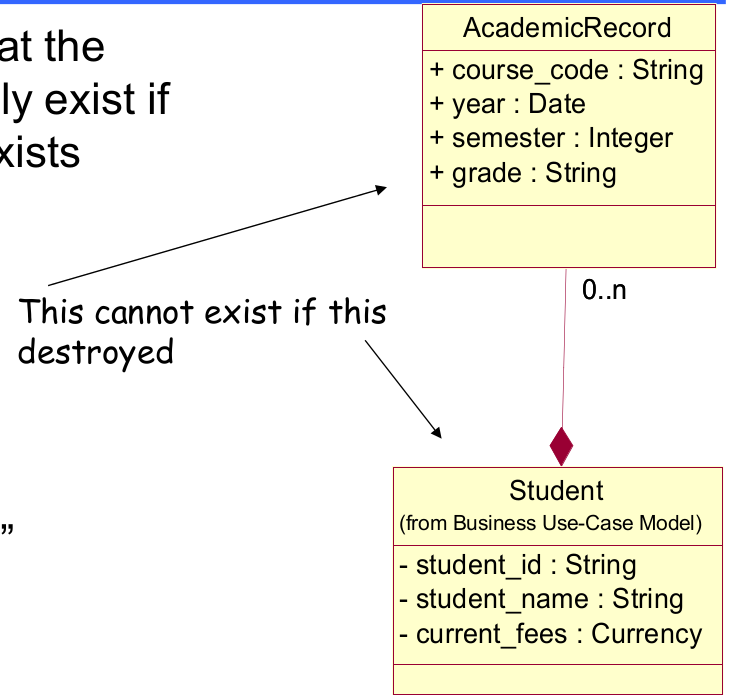 at the
ly exist if
xists
AcademicRecord
+ course_code : String
+ year : Date
+ semester : Integer
+ grade : String
0..n
This cannot exist if this
destroyed
”
Student
(from Business Use-Case Model)
- student_id : String
- student_name : String
- current_fees : Currency